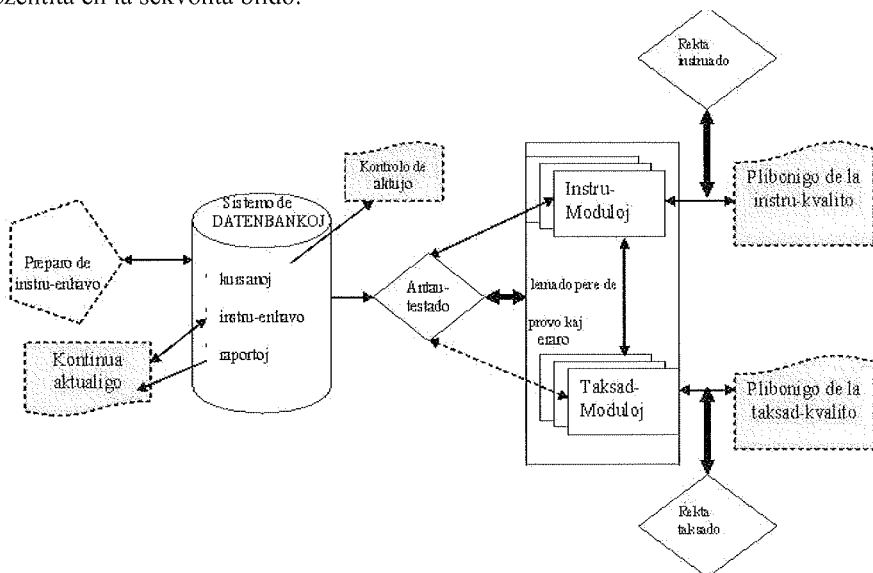 en la sekvonta bildo.
Rekta
instruado
Kontrolo de
aktujo
Sistemo de
DATENBANKOJ
kursanoj
instru-enhavo
raportoj
Preparo de
instru-enhavo
Kontinua
aktualigo
Antau-
testado
Instru-
Moduloj
lernado pere de
provo kaj
eraro
Taksad-
Moduloj
Plibonigo de la
instru-kvalito
Plibonigo de la
taksad-kvalito
Rekta
taksado